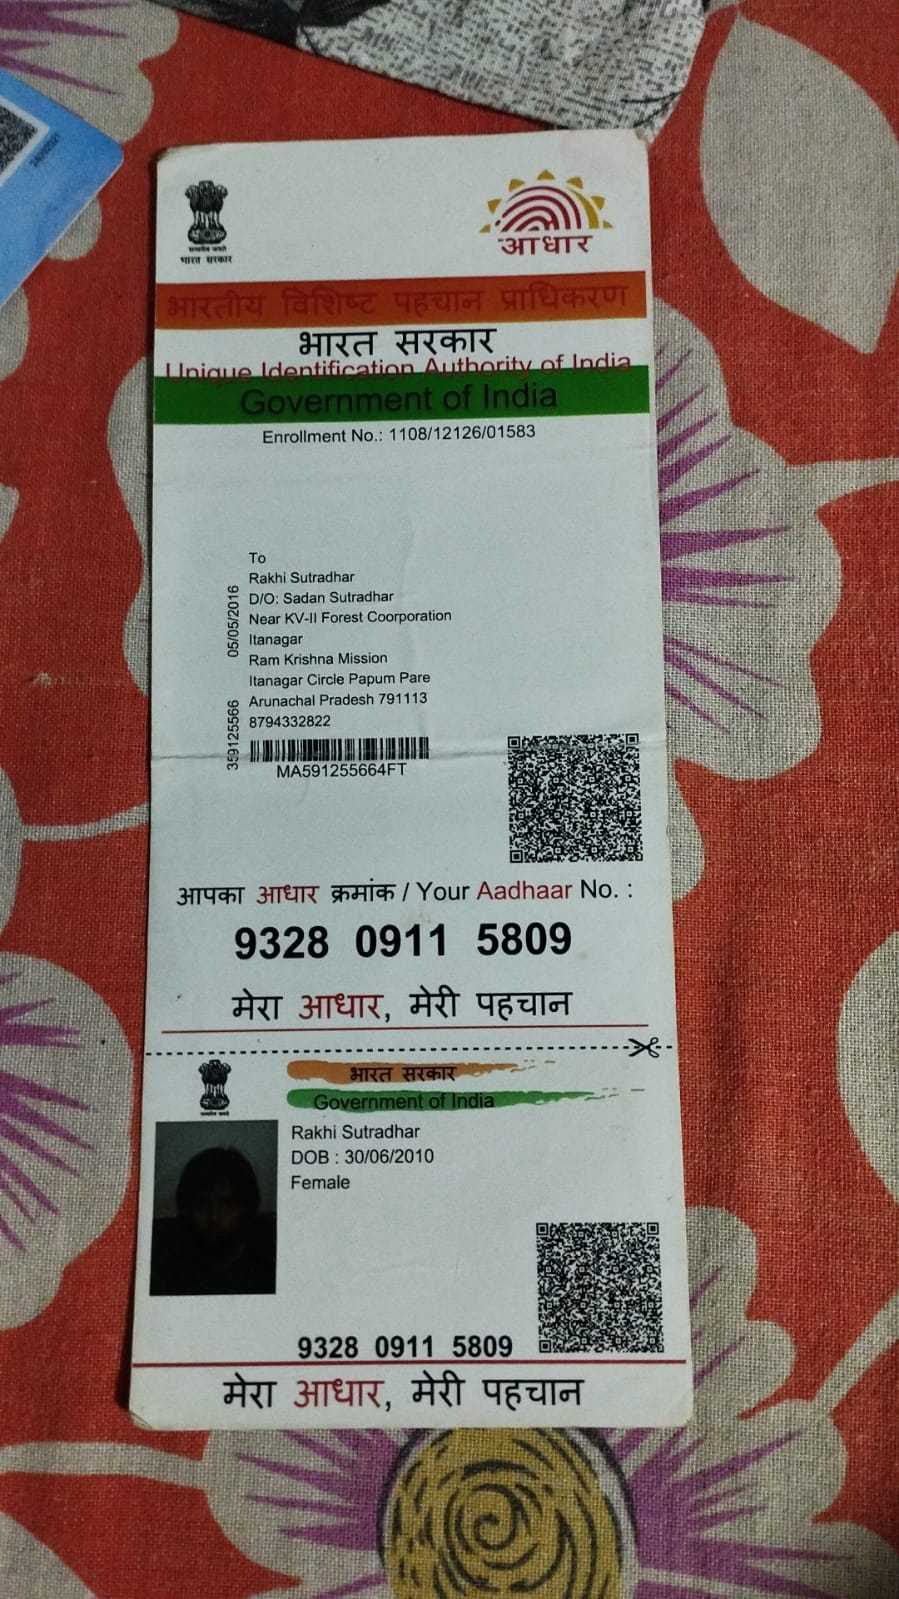 सत्यमेव जयते
भारत सरकार
आधार
भारतीय विशिष्ट पहचान प्राधिकरण
भारत सरकार
Unique Identification Authority of India
Government of India
Enrollment No.: 1108/12126/01583
To
Rakhi Sutradhar
D/O: Sadan Sutradhar
Near KV-II Forest Coorporation
Itanagar
Ram Krishna Mission
Itanagar Circle Papum Pare
Arunachal Pradesh 791113
8794332822
359125566 05/05/2016
MA591255664FT
आपका आधार क्रमांक / Your Aadhaar No. :
9328 0911 5809
मेरा आधार, मेरी पहचान
भारत सरकार
Government of India
Rakhi Sutradhar
DOB : 30/06/2010
Female
9328 0911 5809
मेरा आधार, मेरी पहचान